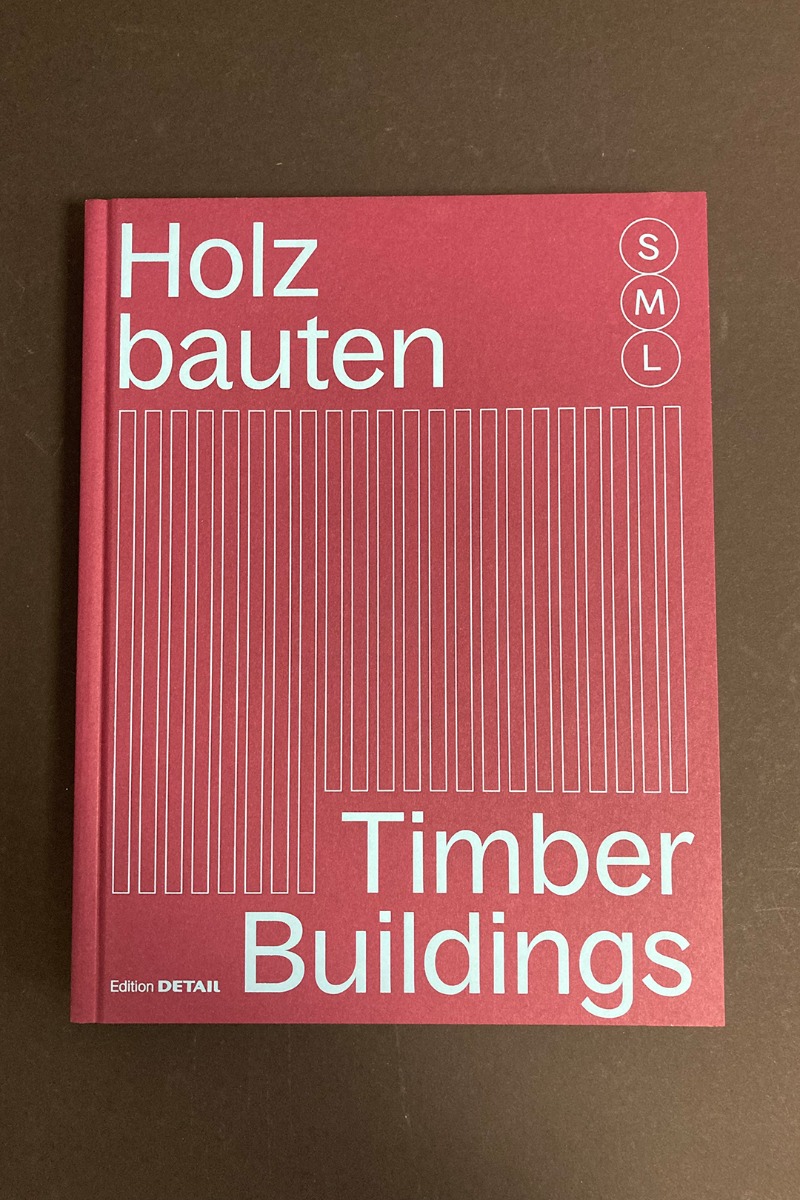 Holz
bauten
S
M
L
Timber
Buildings
Edition DETAIL